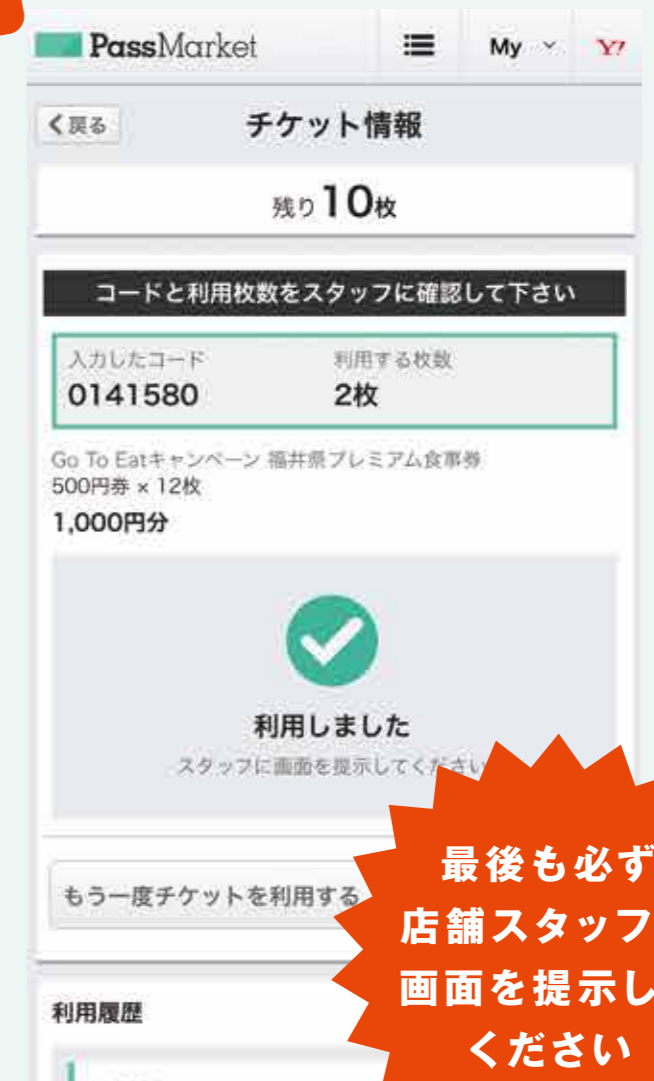 PassMarket
My
Y!
戻る
チケット情報
残り10枚
コードと利用枚数をスタッフに確認して下さい
入力したコード 利用する枚数
0141580 2枚
Go To Eatキャンペーン 福井県プレミアム食事券
500円券 × 12枚
1,000円分
利用しました
スタッフに画面を提示してください
もう一度チケットを利用する
利用履歴
最後も必ず
店舗スタッフ
画面を提示し
ください